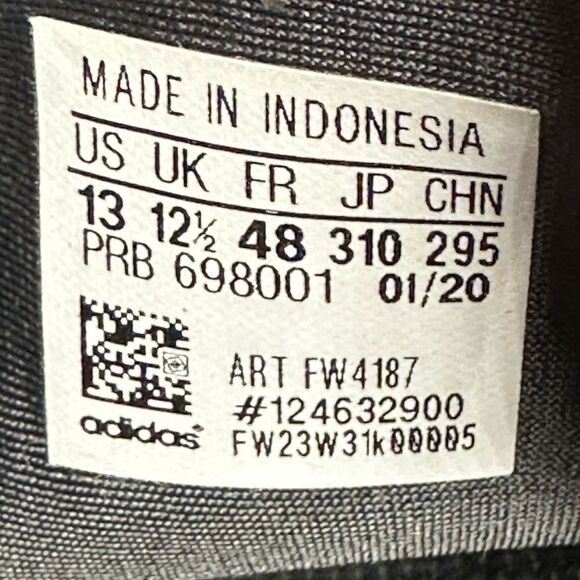 MADE IN INDONESIA
US UK FR JP CHN
13 12½ 48 310 295
PRB 698001 01/20
ART FW4187
#124632900
adidas FW23W31k00005